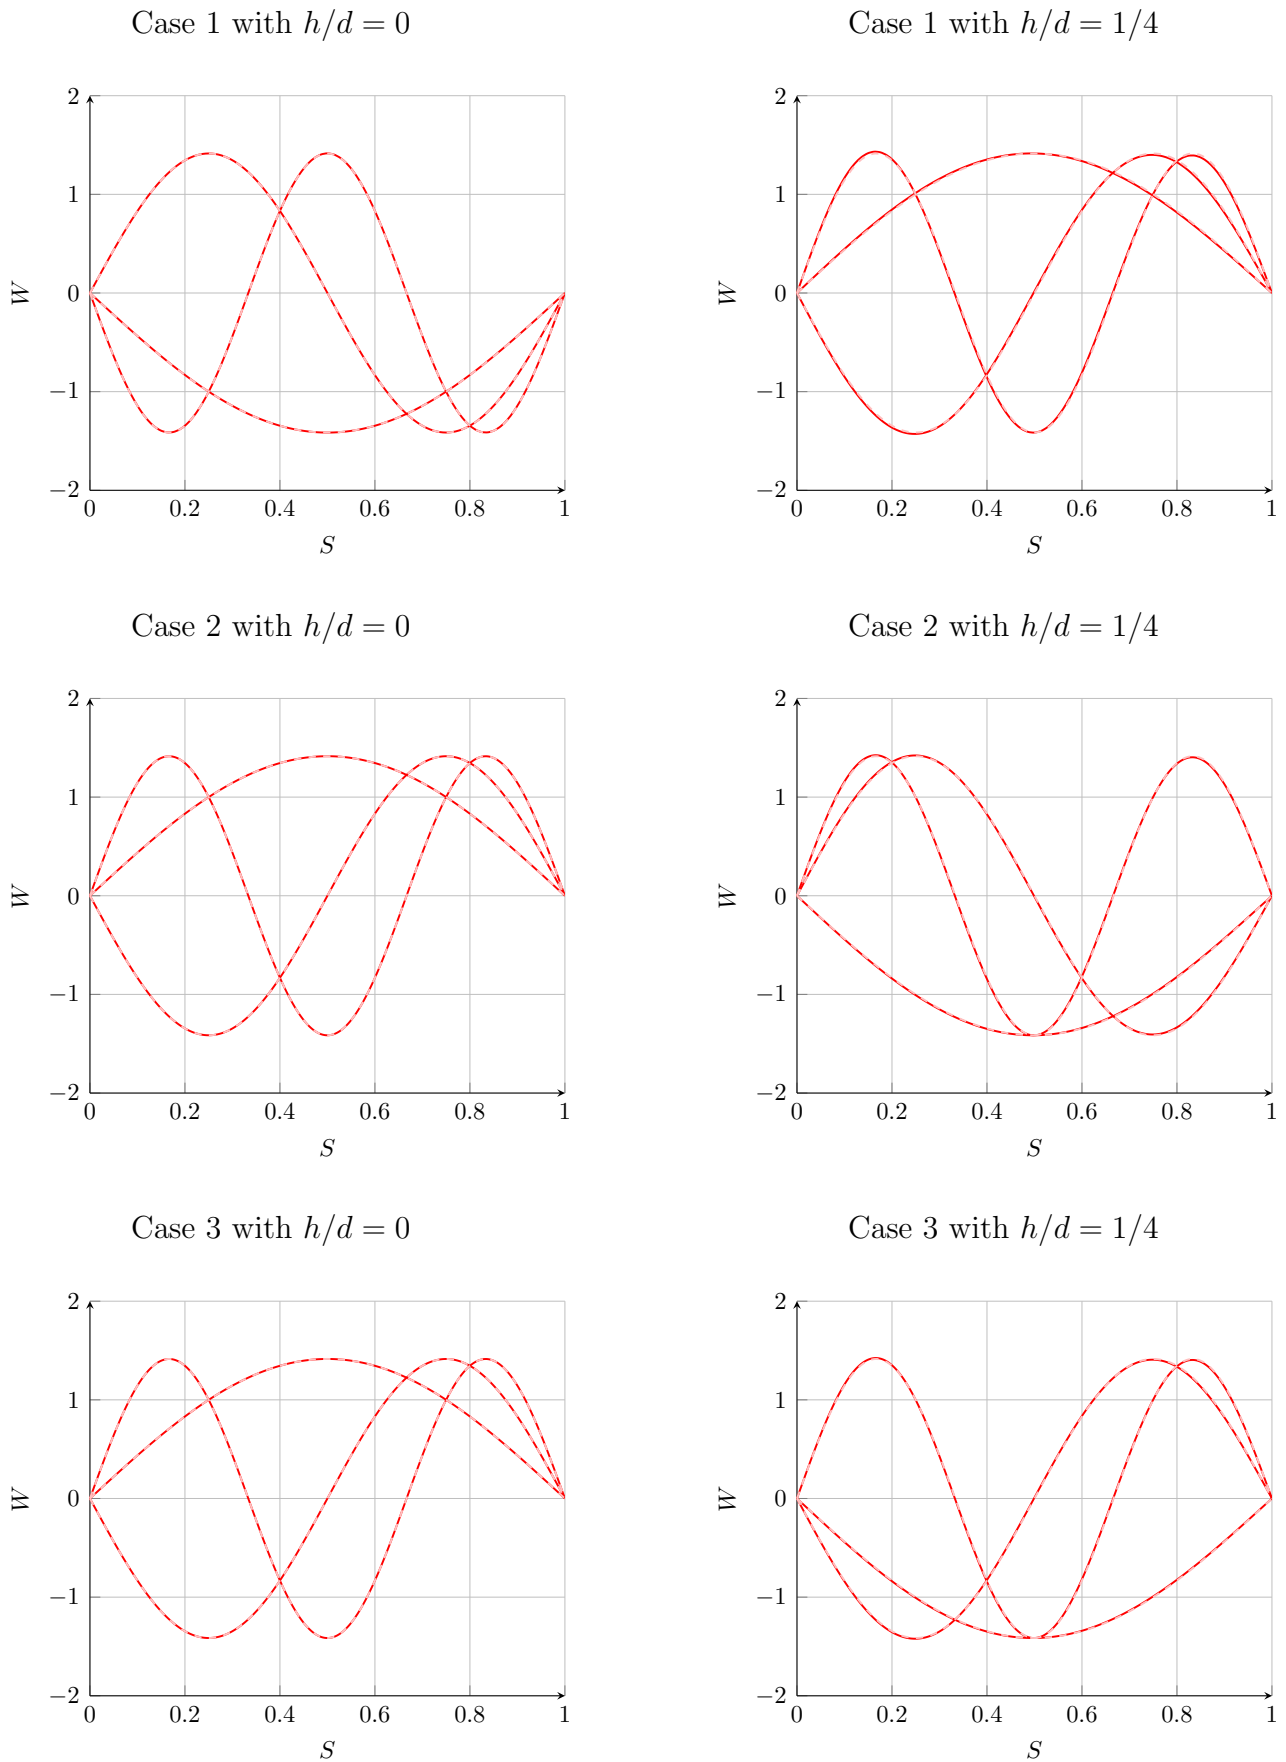 Case 1 with h/d = 0
Case 1 with h/d = 1/4
2
1
0
−1
−2
W
0 0.2 0.4 0.6 0.8 1
S
2
1
0
−1
−2
W
0 0.2 0.4 0.6 0.8 1
S
Case 2 with h/d = 0
Case 2 with h/d = 1/4
2
1
0
−1
−2
W
0 0.2 0.4 0.6 0.8 1
S
2
1
0
−1
−2
W
0 0.2 0.4 0.6 0.8 1
S
Case 3 with h/d = 0
Case 3 with h/d = 1/4
2
1
0
−1
−2
W
0 0.2 0.4 0.6 0.8 1
S
2
1
0
−1
−2
W
0 0.2 0.4 0.6 0.8 1
S